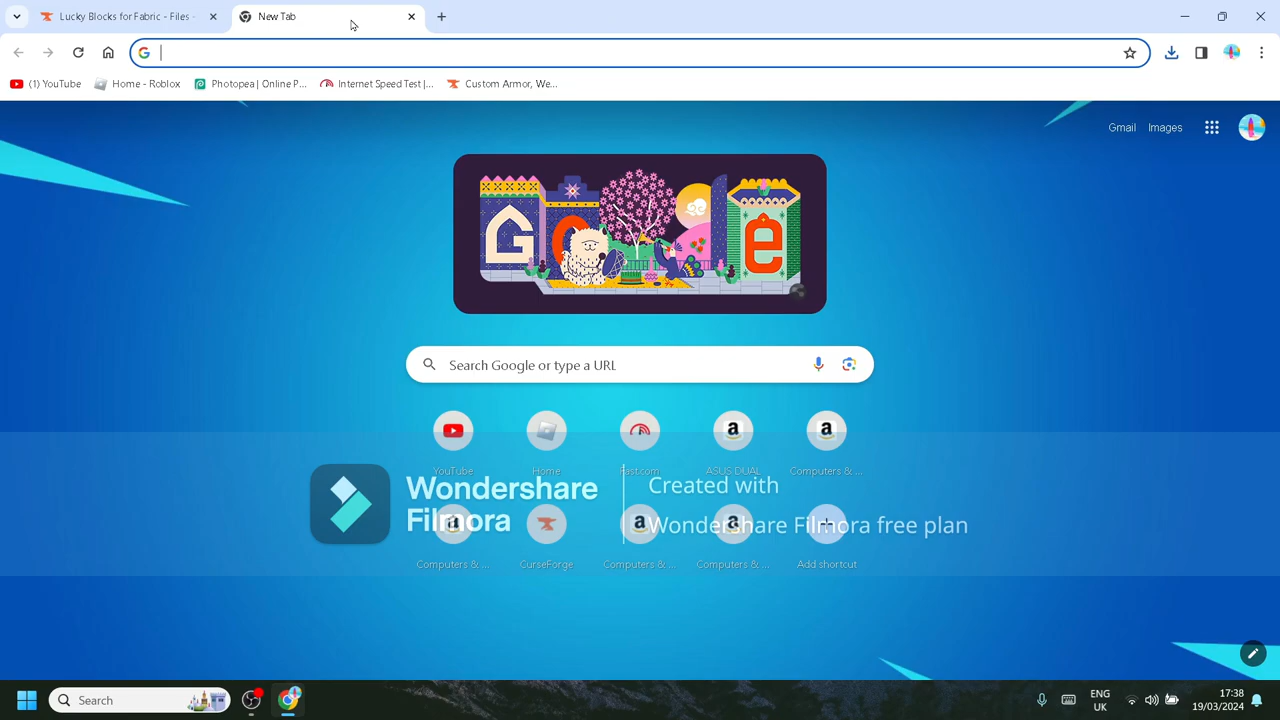 Lucky Blocks for Fabric - Files -
New Tab
(1) YouTube
Home - Roblox
Photopea | Online P...
Internet Speed Test |...
Custom Armor, We...
Gmail
Images
G
e
Search Google or type a URL
YouTube
Home
Fast.com
ASUS DUAL
Computers & ...
Wondershare
Filmora
Created with
Wondershare Filmora free plan
Computers & ...
CurseForge
Computers & ...
Computers & ...
Add shortcut
Search
ENG
UK
17:38
19/03/2024